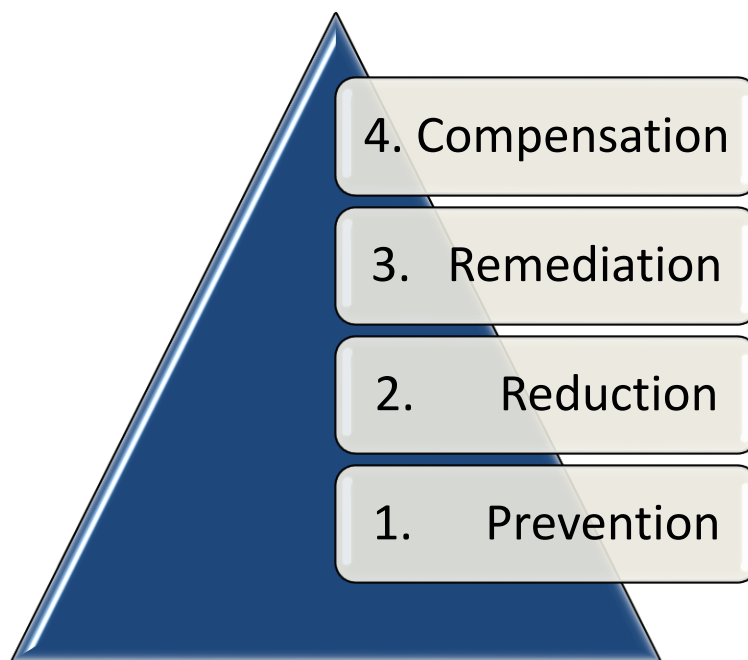 4. Compensation
3. Remediation
2. Reduction
1. Prevention